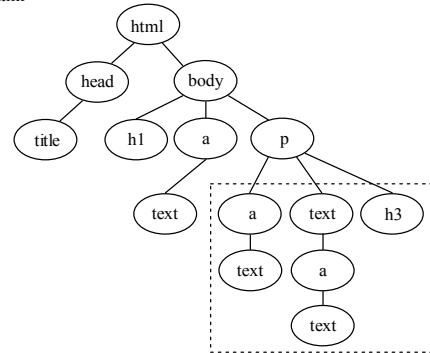 html
head body
title h1 a p
text a text h3
text a
text